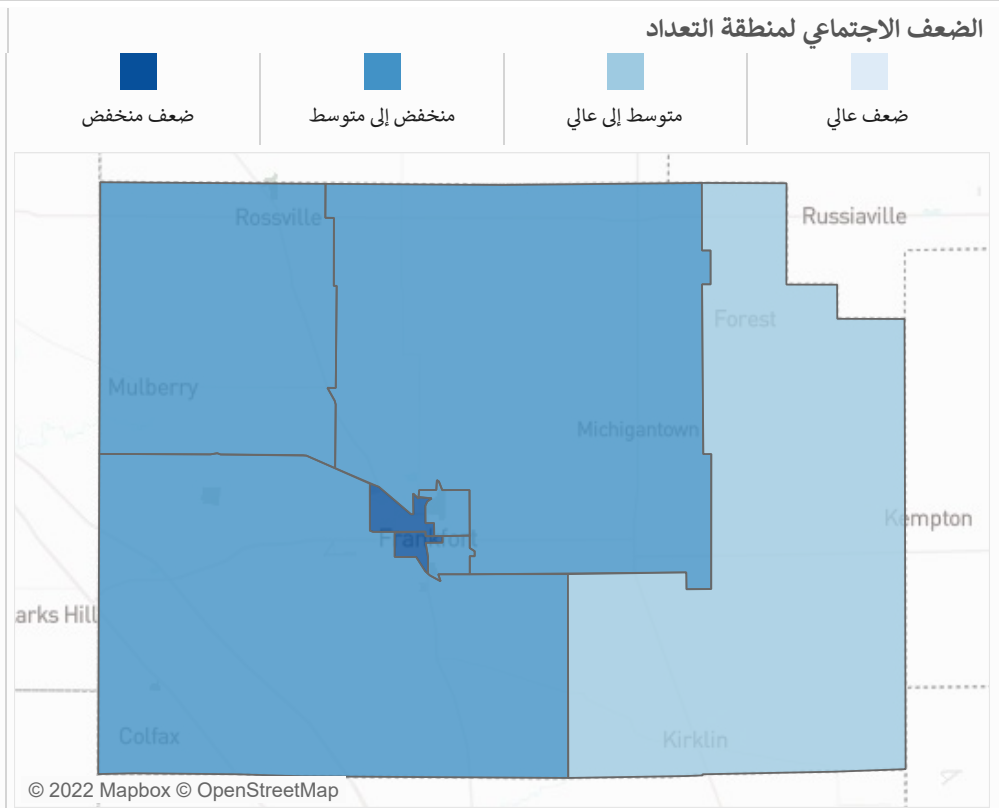 الضعف الاجتماعي لمنطقة التعداد
ضعف عالي
متوسط إلى عالي
منخفض إلى متوسط
ضعف منخفض
Rossville
Russiaville
Forest
Mulberry
Michigantown
Kempton
Frankfort
arks Hill
Colfax
Kirklin
© 2022 Mapbox © OpenStreetMap